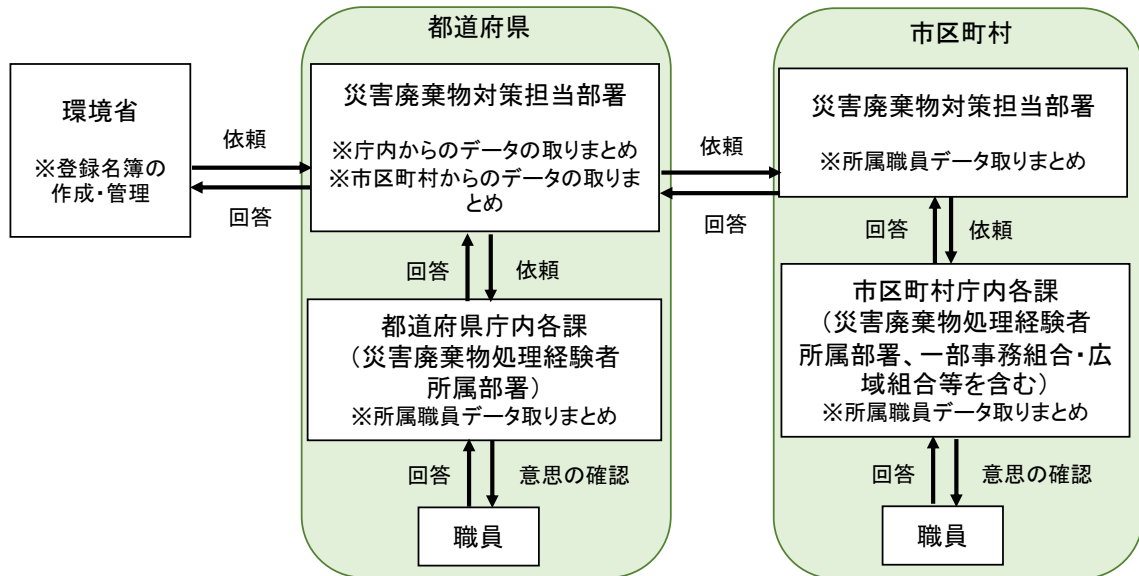 都道府県
市区町村
環境省
※登録名簿の
作成・管理
依頼
回答
災害廃棄物対策担当部署
※庁内からのデータの取りまとめ
※市区町村からのデータの取りま
とめ
依頼
回答
災害廃棄物対策担当部署
※所属職員データ取りまとめ
回答
依頼
回答
依頼
都道府県庁内各課
(災害廃棄物処理経験者
所属部署)
※所属職員データ取りまとめ
市区町村庁内各課
(災害廃棄物処理経験者
所属部署、一部事務組合・広
域組合等を含む)
※所属職員データ取りまとめ
回答
意思の確認
回答
意思の確認
職員
職員